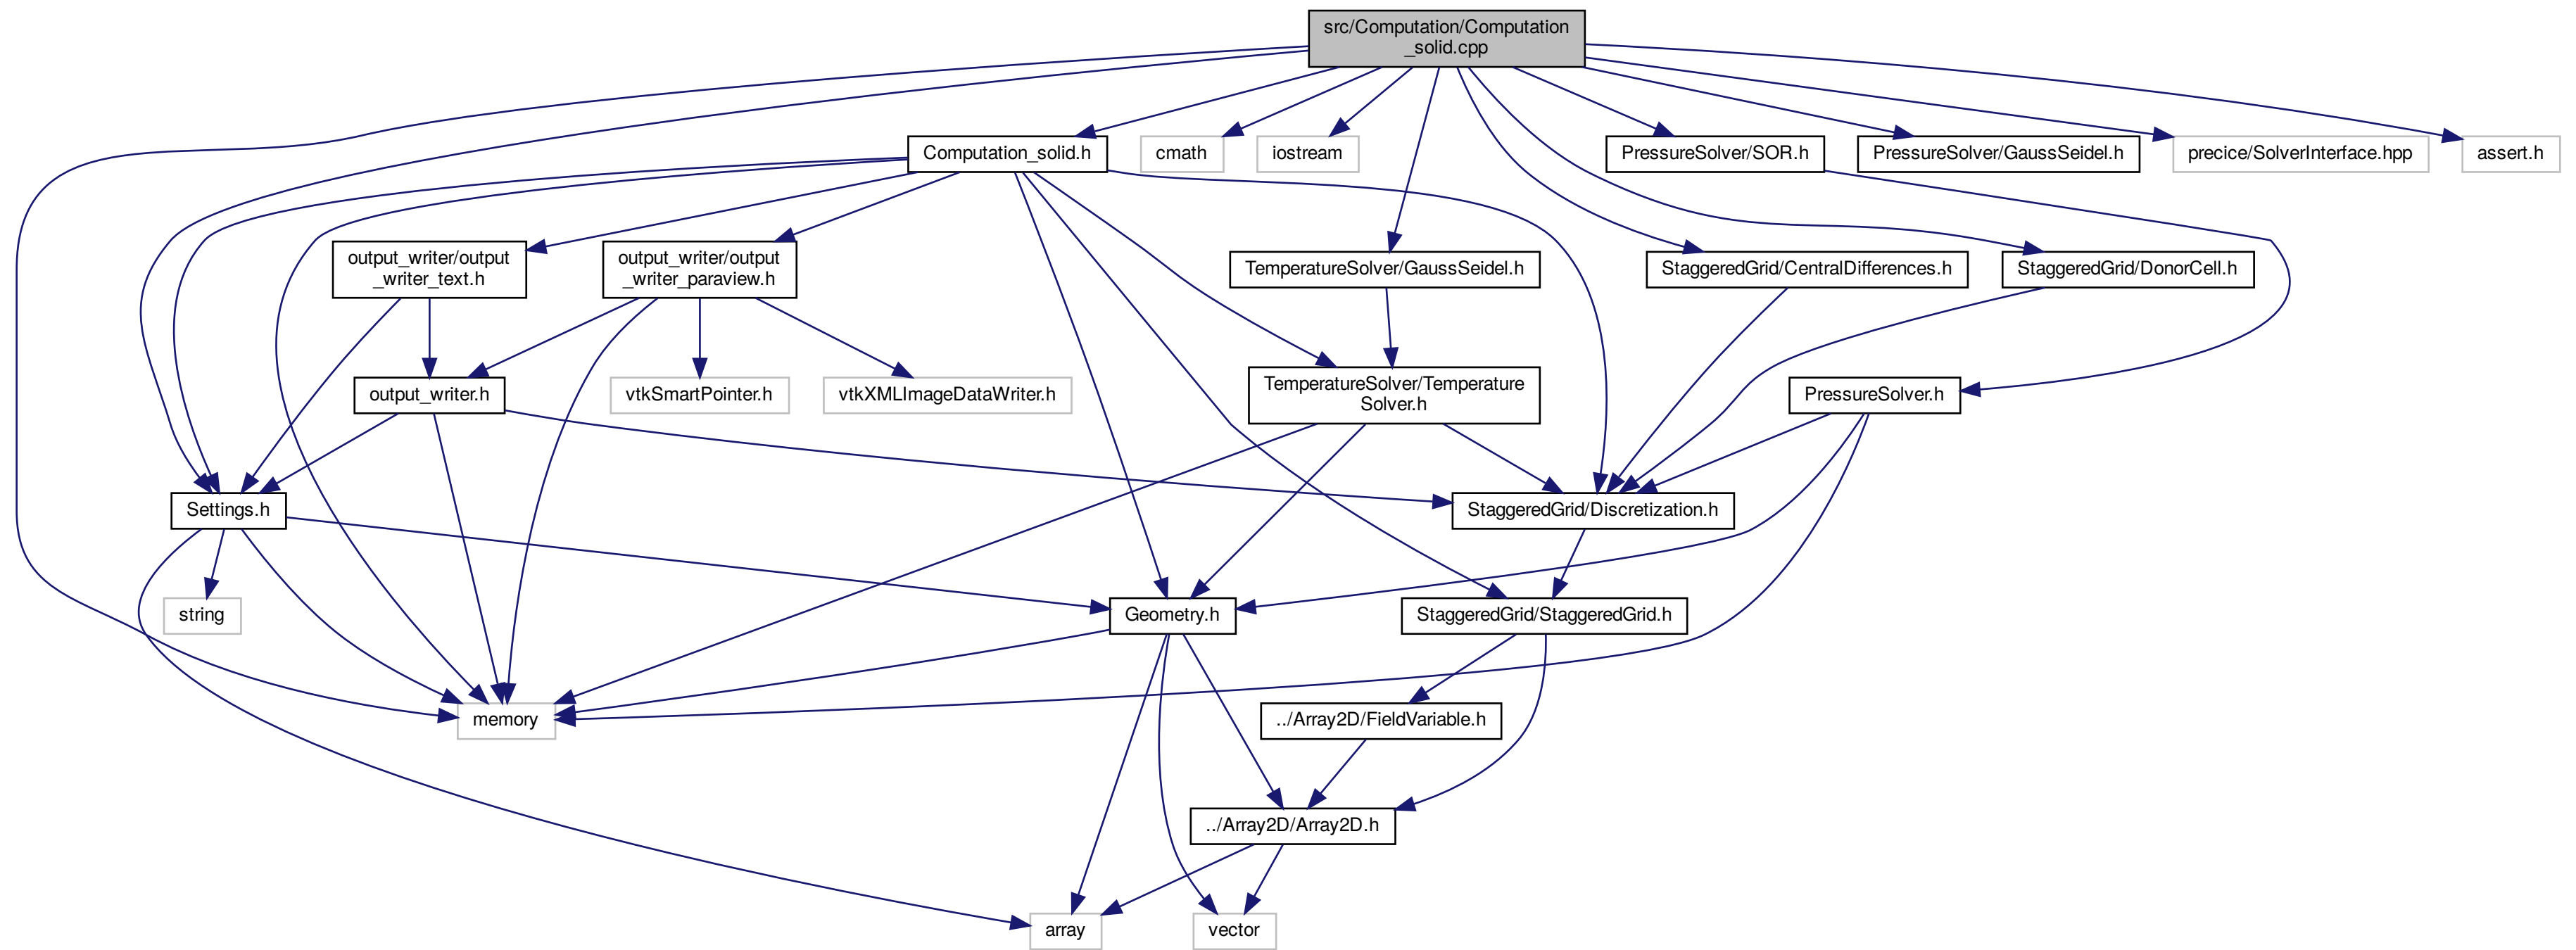 src/Computation/Computation
_solid.cpp
Computation_solid.h
cmath
iostream
PressureSolver/SOR.h
PressureSolver/GaussSeidel.h
precice/SolverInterface.hpp
assert.h
output_writer/output
_writer_text.h
output_writer/output
_writer_paraview.h
TemperatureSolver/GaussSeidel.h
StaggeredGrid/CentralDifferences.h
StaggeredGrid/DonorCell.h
output_writer.h
vtkSmartPointer.h
vtkXMLImageDataWriter.h
TemperatureSolver/Temperature
Solver.h
PressureSolver.h
Settings.h
StaggeredGrid/Discretization.h
string
Geometry.h
StaggeredGrid/StaggeredGrid.h
memory
../Array2D/FieldVariable.h
../Array2D/Array2D.h
array
vector